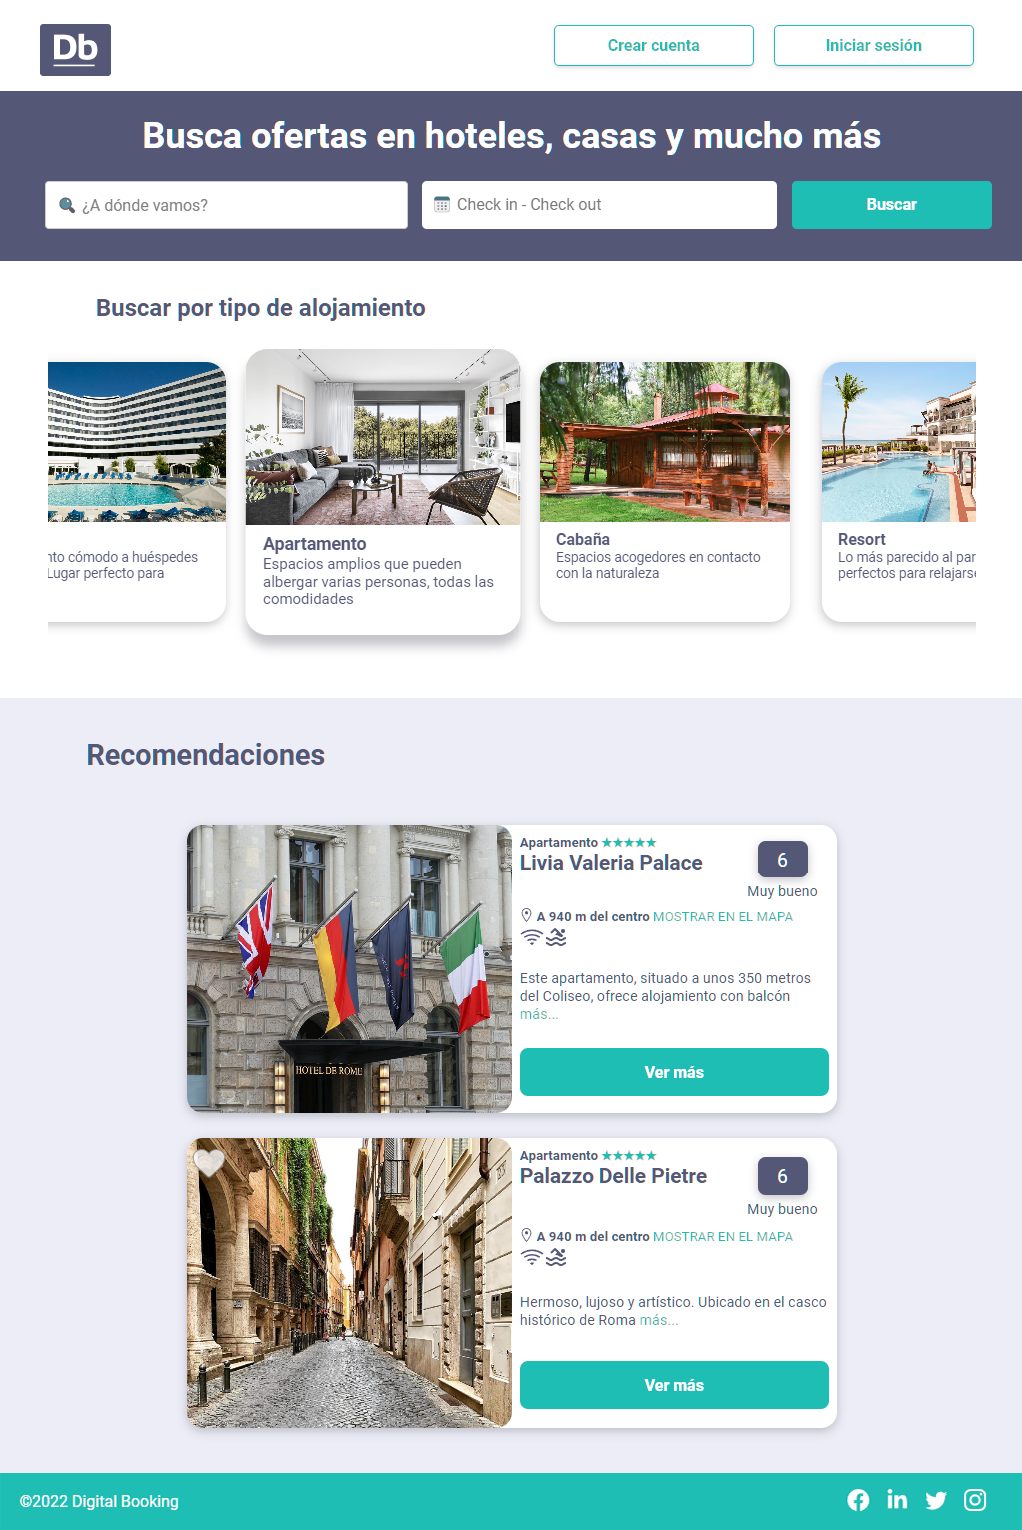 Db
Crear cuenta
Iniciar sesión
Busca ofertas en hoteles, casas y mucho más
¿A dónde vamos?
Check in - Check out
Buscar
Buscar por tipo de alojamiento
cómodo a huéspedes
Lugar perfecto para
Apartamento
Espacios amplios que pueden
albergar varias personas, todas las
comodidades
Cabaña
Espacios acogedores en contacto
con la naturaleza
Resort
Lo más parecido al
perfectos para
Recomendaciones
Apartamento ★★★★★
Livia Valeria Palace
6
Muy bueno
A 940 m del centro MOSTRAR EN EL MAPA
Este apartamento, situado a unos 350 metros
del Coliseo, ofrece alojamiento con balcón
más...
Ver más
HOTEL DE ROME
Apartamento ★★★★★
Palazzo Delle Pietre
6
Muy bueno
A 940 m del centro MOSTRAR EN EL MAPA
Hermoso, lujoso y artístico. Ubicado en el casco
histórico de Roma más...
Ver más
©2022 Digital Booking